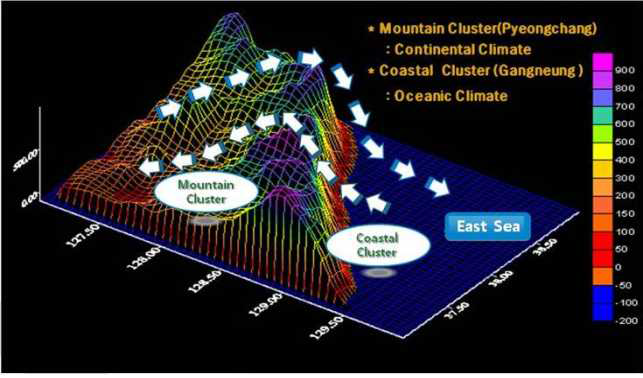 * Mountain Cluster(Pyeongchang)
: Continental Climate
* Coastal Cluster (Gangneung )
: Oceanic Climate
900
800
700
600
500
400
300
200
150
100
50
0
-50
-100
-200
500.00
0.00
Mountain
Cluster
Coastal
Cluster
East Sea
127.50
128.00
128.50
129.00
129.50
37.50
38.00
38.50